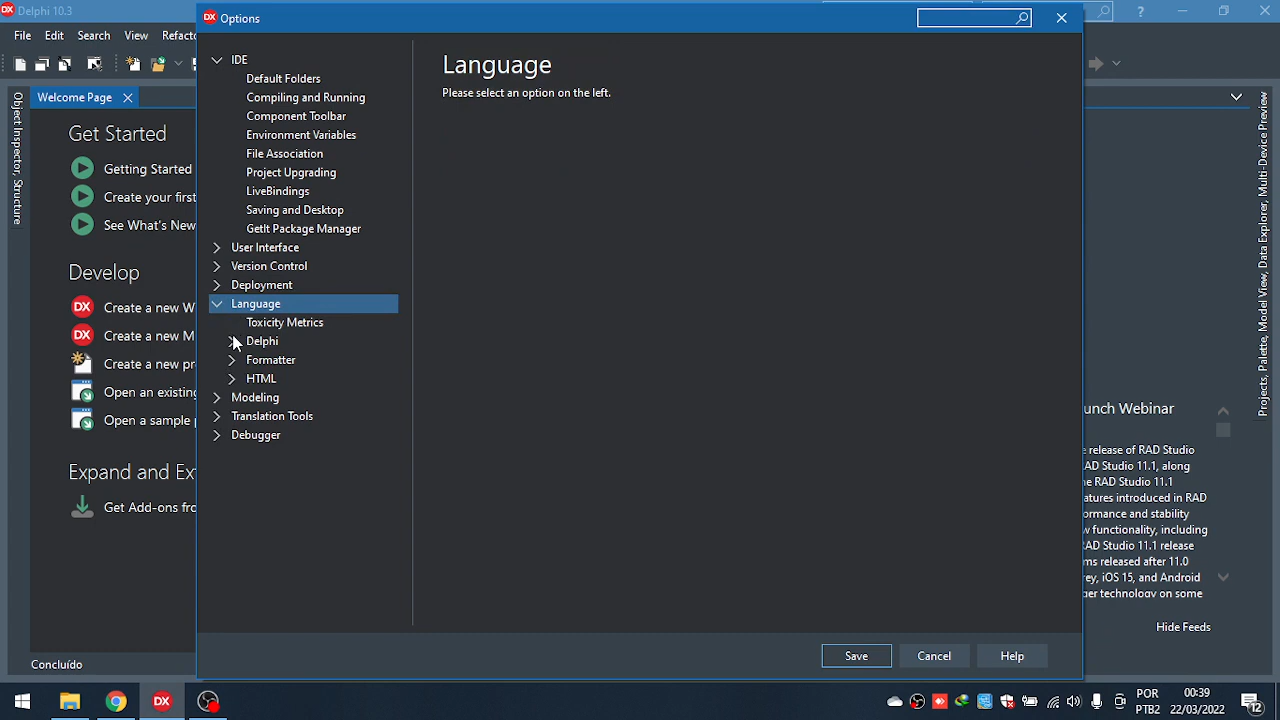 Delphi 10.3
DX Options
File Edit Search View Refacto
Welcome Page
Object Inspector, Structure
Get Started
Getting Started
Create your first
See What's New
Develop
DX Create a new W
DX Create a new M
Create a new pr
Open an existing
Open a sample p
Expand and Ext
Get Add-ons fro
Concluído
IDE
Default Folders
Compiling and Running
Component Toolbar
Environment Variables
File Association
Project Upgrading
LiveBindings
Saving and Desktop
GetIt Package Manager
User Interface
Version Control
Deployment
Language
Toxicity Metrics
Delphi
Formatter
HTML
Modeling
Translation Tools
Debugger
Language
Please select an option on the left.
Save Cancel Help
Projects, Palette, Model View, Data Explorer, Multi-Device Preview
unch Webinar
e release of RAD Studio
RAD Studio 11.1, along
he RAD Studio 11.1
eatures introduced in RAD
formance and stability
w functionality, including
RAD Studio 11.1 release
ms released after 11.0
rey, iOS 15, and Android
er technology on some
Hide Feeds
DX
POR
PTB2
00:39
22/03/2022
12